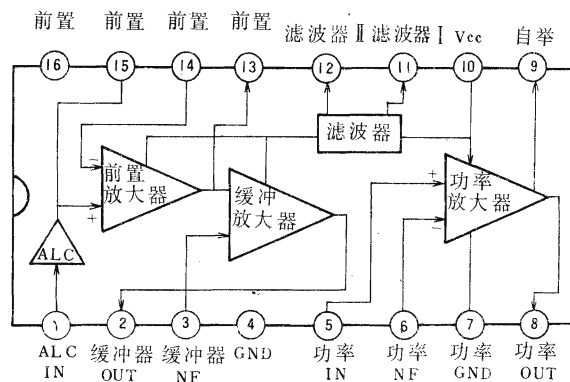 前置 前置 前置 前置 滤波器Ⅱ 滤波器Ⅰ Vcc 自举
16 15 14 13 12 11 10 9
滤波器
前置
放大器
缓冲
放大器
功率
放大器
− + + −
ALC
1 2 3 4 5 6 7 8
ALC 缓冲器 缓冲器 GND 功率 功率 功率 功率
IN OUT NF IN NF GND OUT